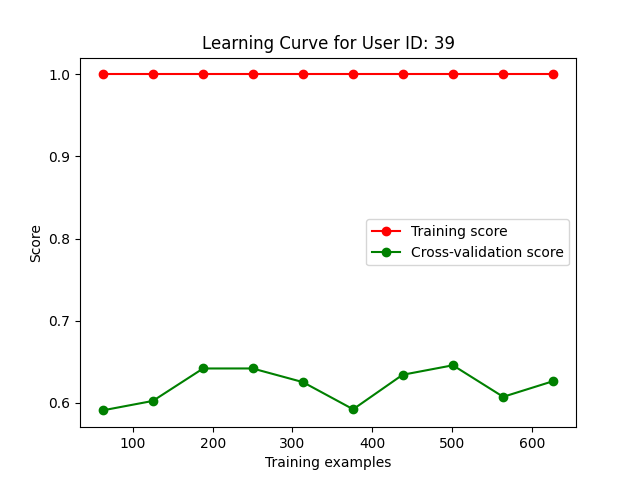 Learning Curve for User ID: 39
1.0
0.9
0.8
0.7
0.6
Score
Training score
Cross-validation score
100
200
300
400
500
600
Training examples